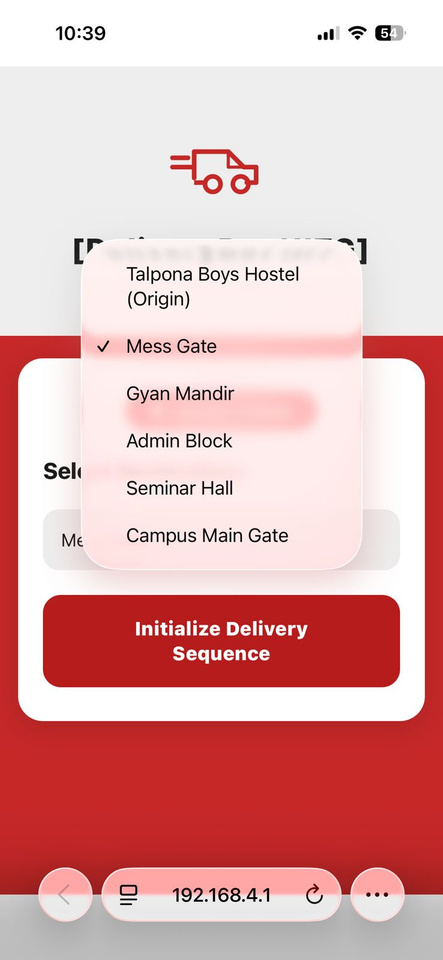 10:39
54
Talpona Boys Hostel
(Origin)
✓ Mess Gate
Gyan Mandir
Admin Block
Seminar Hall
Campus Main Gate
Initialize Delivery
Sequence
192.168.4.1